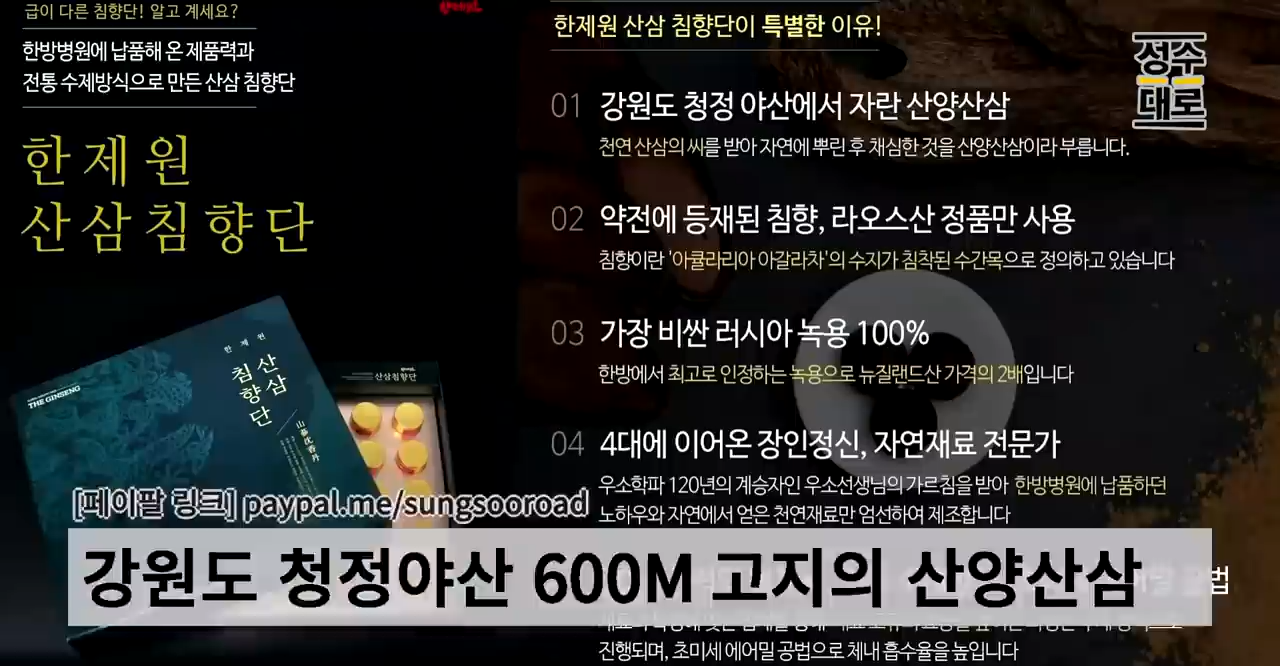 급이 다른 침향단! 알고 계세요?
한방병원에 납품해 온 제품력과
전통 수제방식으로 만든 산삼 침향단
한제원
산삼침향단
한제원
산삼
침향단
山蔘沈香丹
THE GINSENG
산삼침향단
한제원 산삼 침향단이 특별한 이유!
정수
대로
01 강원도 청정 야산에서 자란 산양산삼
천연 산삼의 씨를 받아 자연에 뿌린 후 채심한 것을 산양산삼이라 부릅니다.
02 약전에 등재된 침향, 라오스산 정품만 사용
침향이란 '아퀼라리아 아갈라차'의 수지가 침착된 수간목으로 정의하고 있습니다
03 가장 비싼 러시아 녹용 100%
한방에서 최고로 인정하는 녹용으로 뉴질랜드산 가격의 2배입니다
04 4대에 이어온 장인정신, 자연재료 전문가
우소학파 120년의 계승자인 우소선생님의 가르침을 받아 한방병원에 납품하던
노하우와 자연에서 얻은 천연재료만 엄선하여 제조합니다
[페이팔 링크] paypal.me/sungsooroad
강원도 청정야산 600M 고지의 산양산삼
법
진행되며, 초미세 에어밀 공법으로 체내 흡수율을 높입니다